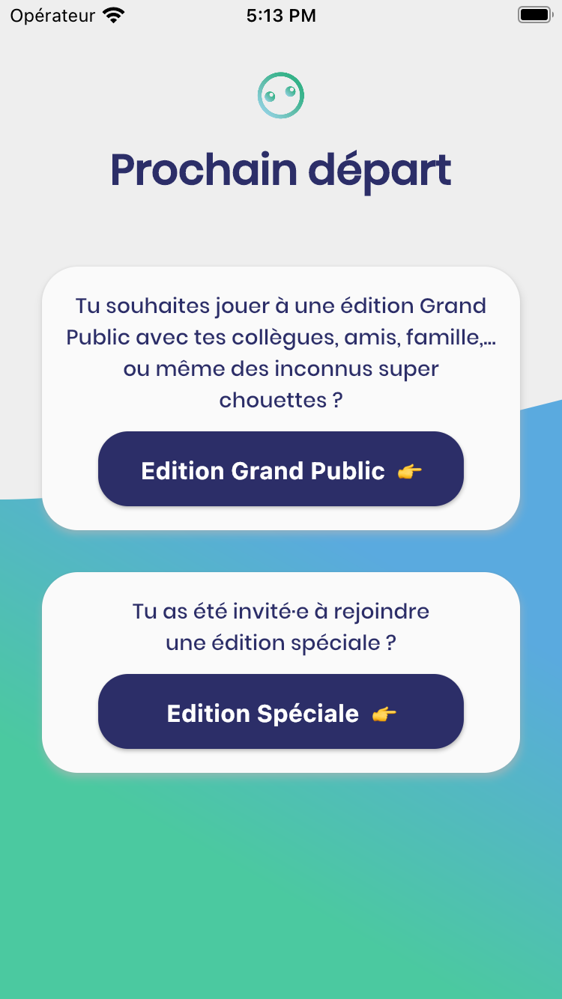 Opérateur 5:13 PM
Prochain départ
Tu souhaites jouer à une édition Grand
Public avec tes collègues, amis, famille,...
ou même des inconnus super
chouettes ?
Edition Grand Public 👉
Tu as été invité·e à rejoindre
une édition spéciale ?
Edition Spéciale 👉